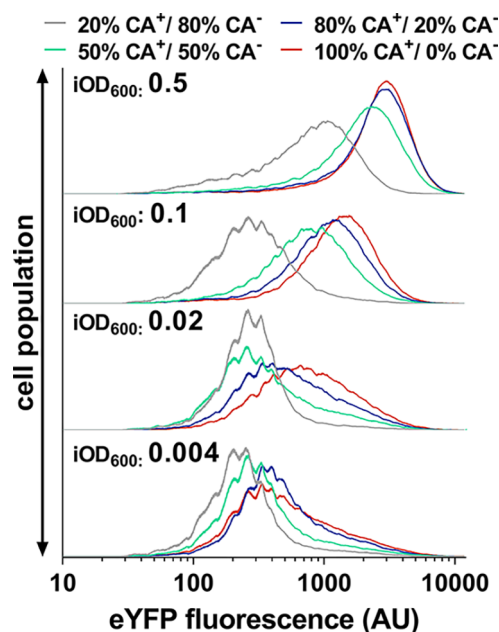 20% CA⁺/ 80% CA⁻
80% CA⁺/ 20% CA⁻
50% CA⁺/ 50% CA⁻
100% CA⁺/ 0% CA⁻
iOD₆₀₀: 0.5
iOD₆₀₀: 0.1
iOD₆₀₀: 0.02
iOD₆₀₀: 0.004
cell population
10 100 1000 10000
eYFP fluorescence (AU)